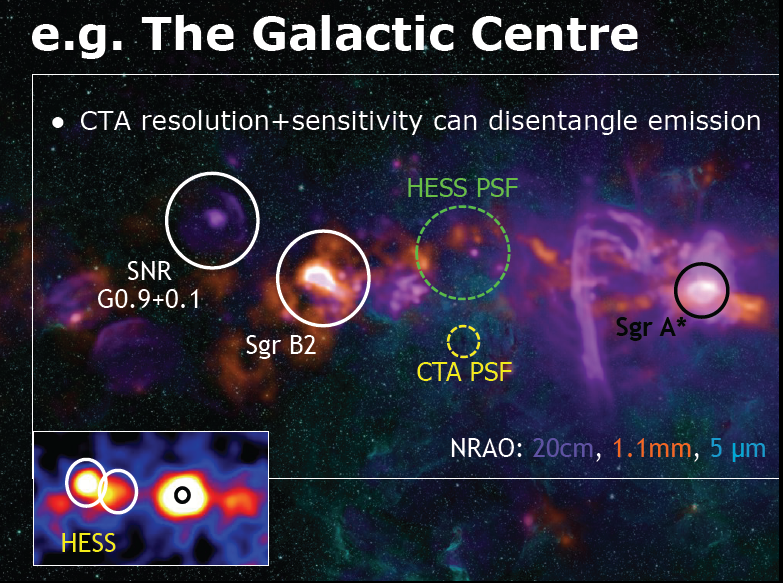 e.g. The Galactic Centre
● CTA resolution+sensitivity can disentangle emission
HESS PSF
SNR
G0.9+0.1
Sgr B2
Sgr A*
CTA PSF
NRAO: 20cm, 1.1mm, 5 µm
HESS